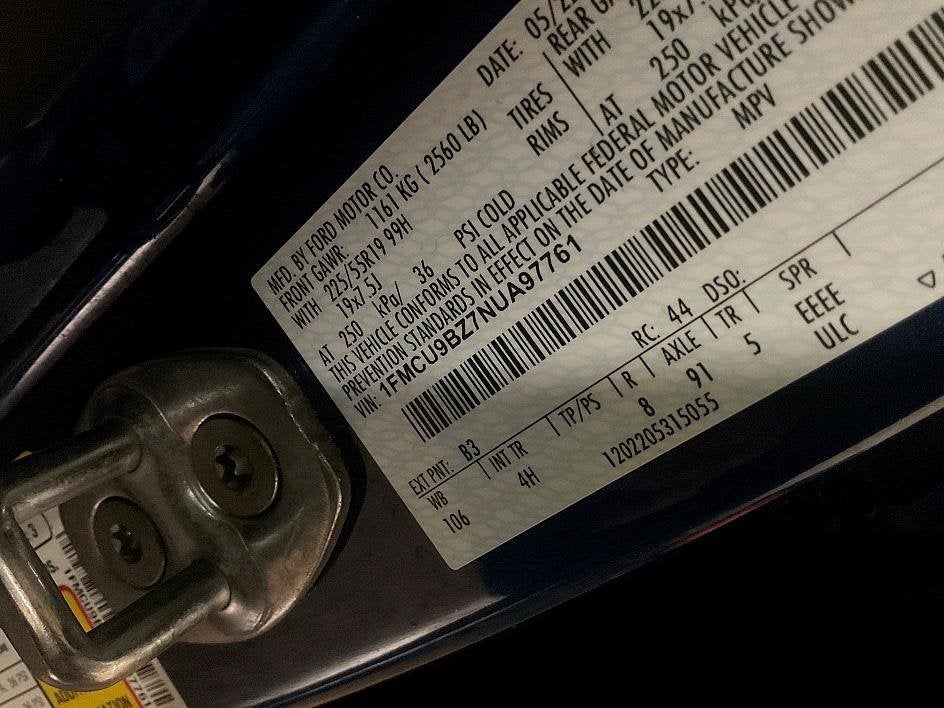 MFD. BY FORD MOTOR CO.
DATE: 05/2
FRONT GAWR: 1161 KG ( 2560 LB)
REAR GA
WITH 225/55R19 99H TIRES
WITH 22
19x7.5J RIMS
19x7.
AT 250 kPa/ 36 PSI COLD
AT 250 kPa
THIS VEHICLE CONFORMS TO ALL APPLICABLE FEDERAL MOTOR VEHICLE
PREVENTION STANDARDS IN EFFECT ON THE DATE OF MANUFACTURE SHOW
VIN: 1FMCU9BZ7NUA97761
TYPE: MPV
EXT PNT: B3 RC: 44 DSO:
WB INT TR TP/PS R AXLE TR SPR
106 4H 8 91 5 EEEE
1202205315055 ULC